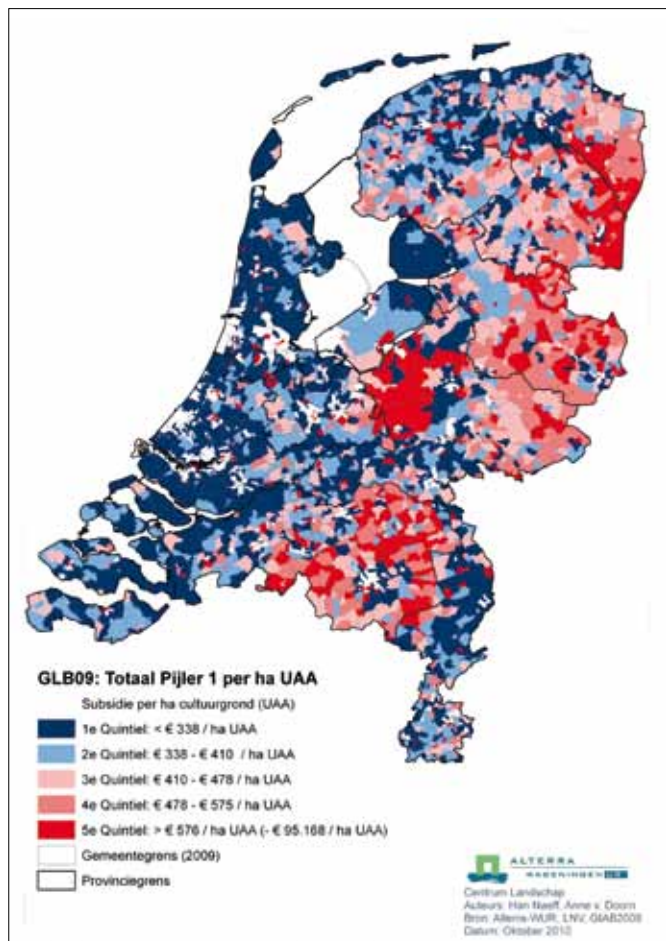 GLB09: Totaal Pijler 1 per ha UAA
Subsidie per ha cultuurgrond (UAA)
1e Quintiel: < € 338 / ha UAA
2e Quintiel: € 338 - € 410 / ha UAA
3e Quintiel: € 410 - € 478 / ha UAA
4e Quintiel: € 478 - € 575 / ha UAA
5e Quintiel: > € 576 / ha UAA (- € 95.168 / ha UAA)
Gemeentegrens (2009)
Provinciegrens
ALTERRA
WAGENINGEN UR
Centrum Landschap
Auteurs: Han Naeff, Anne v. Doorn
Bron: Alterra-WUR, LNV, GIAB2008
Datum: Oktober 2010